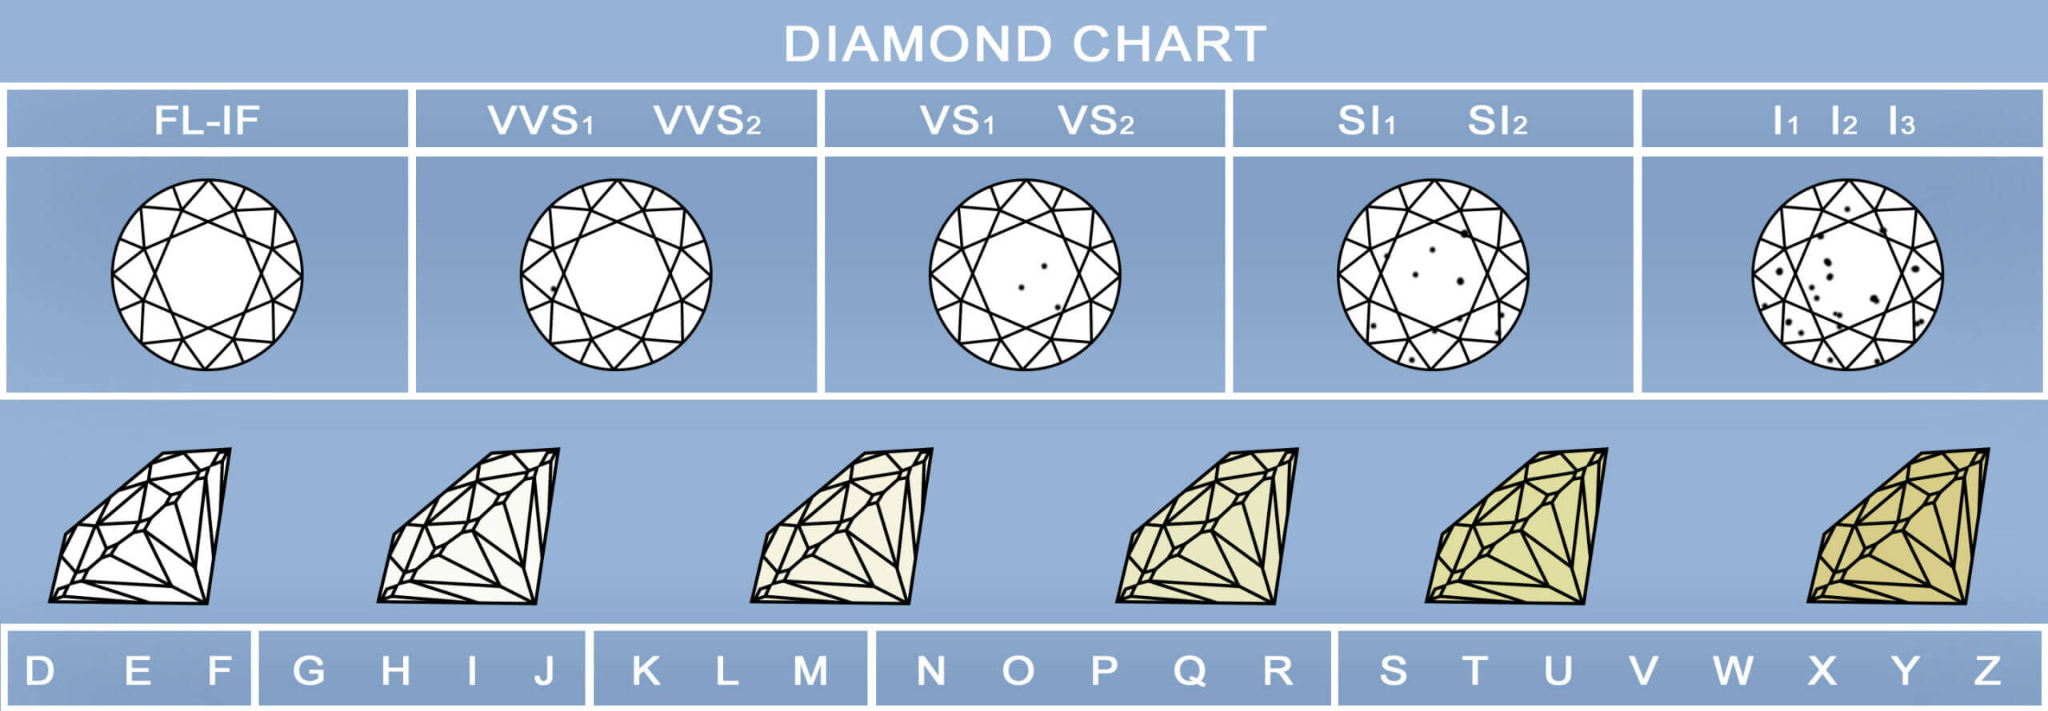 DIAMOND CHART
FL-IF VVS1 VVS2 VS1 VS2 SI1 SI2 I1 I2 I3
D E F G H I J K L M N O P Q R S T U V W X Y Z